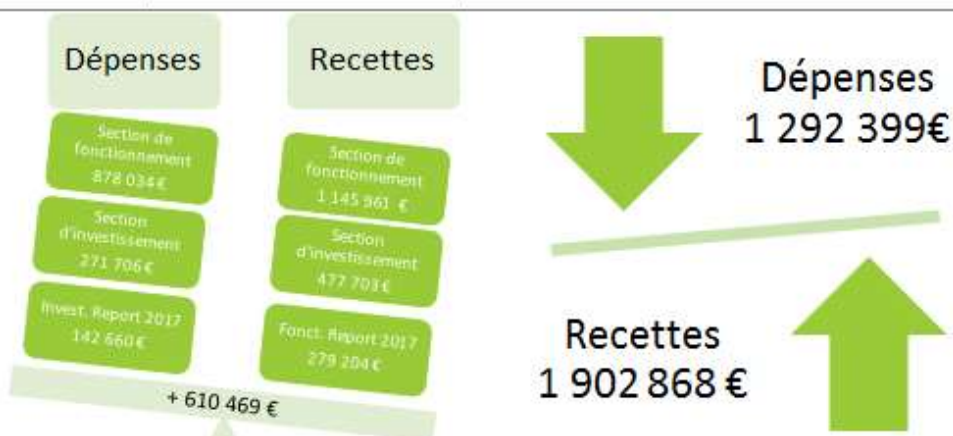 Dépenses
Section de
fonctionnement
878 034 €
Section
d'investissement
271 706 €
Invest. Report 2017
142 660 €
Recettes
Section de
fonctionnement
1 145 961 €
Section
d'investissement
477 703 €
Fonct. Report 2017
279 204 €
+ 610 469 €
Dépenses
1 292 399€
Recettes
1 902 868 €